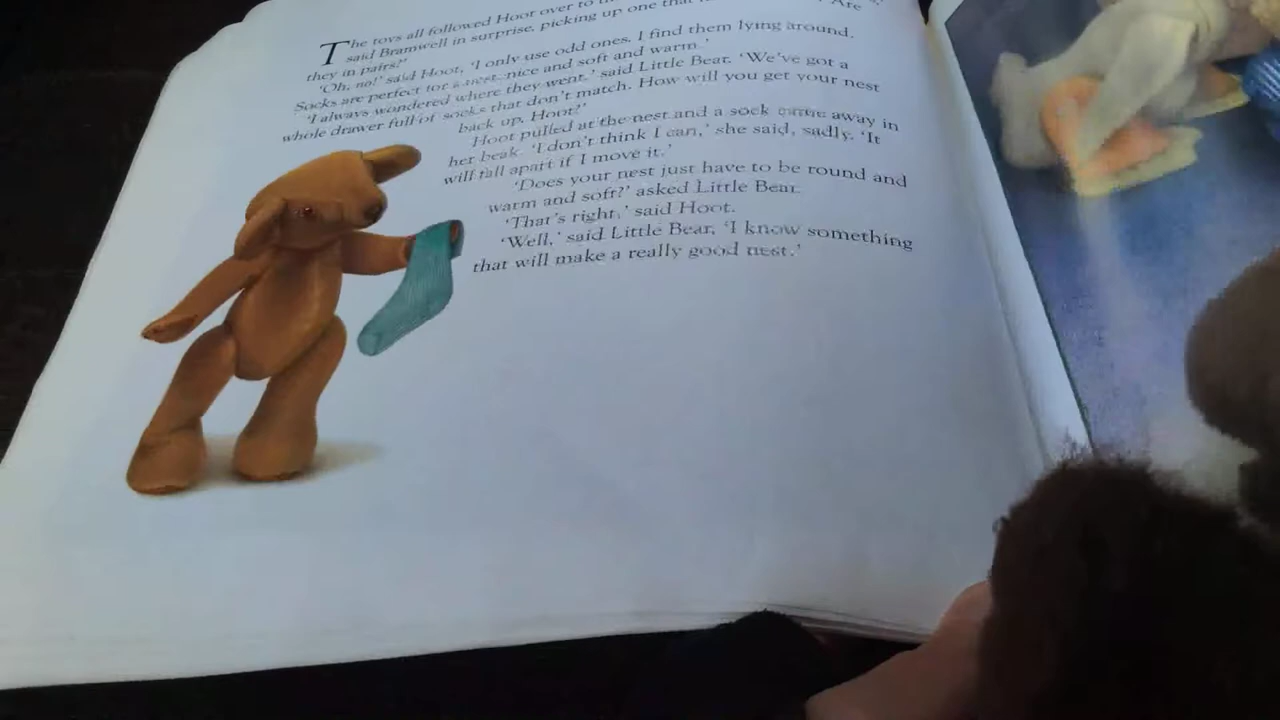 The toys all followed Hoot over to
said Bramwell in surprise, picking up one that Are
they in pairs?'
'Oh, no!' said Hoot, 'I only use odd ones. I find them lying around.
Socks are perfect for a nest–nice and soft and warm.'
'I always wondered where they went,' said Little Bear. 'We've got a
whole drawer full of socks that don't match. How will you get your nest
back up, Hoot?'
Hoot pulled at the nest and a sock came away in
her beak. 'I don't think I can,' she said, sadly. 'It
will fall apart if I move it.'
'Does your nest just have to be round and
warm and soft?' asked Little Bear.
'That's right,' said Hoot.
'Well,' said Little Bear, 'I know something
that will make a really good nest.'